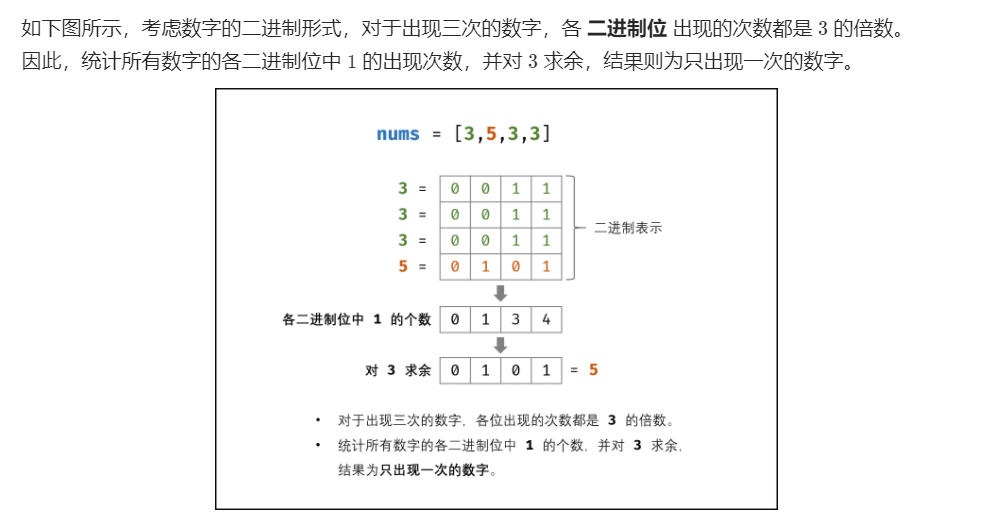 如下图所示，考虑数字的二进制形式，对于出现三次的数字，各 二进制位 出现的次数都是 3 的倍数。
因此，统计所有数字的各二进制位中 1 的出现次数，并对 3 求余，结果则为只出现一次的数字。
nums = [3,5,3,3]
3 = 0 0 1 1
3 = 0 0 1 1
3 = 0 0 1 1
5 = 0 1 0 1
二进制表示
各二进制位中 1 的个数 0 1 3 4
对 3 求余 0 1 0 1 = 5
• 对于出现三次的数字，各位出现的次数都是 3 的倍数。
• 统计所有数字的各二进制位中 1 的个数，并对 3 求余，
结果为只出现一次的数字。